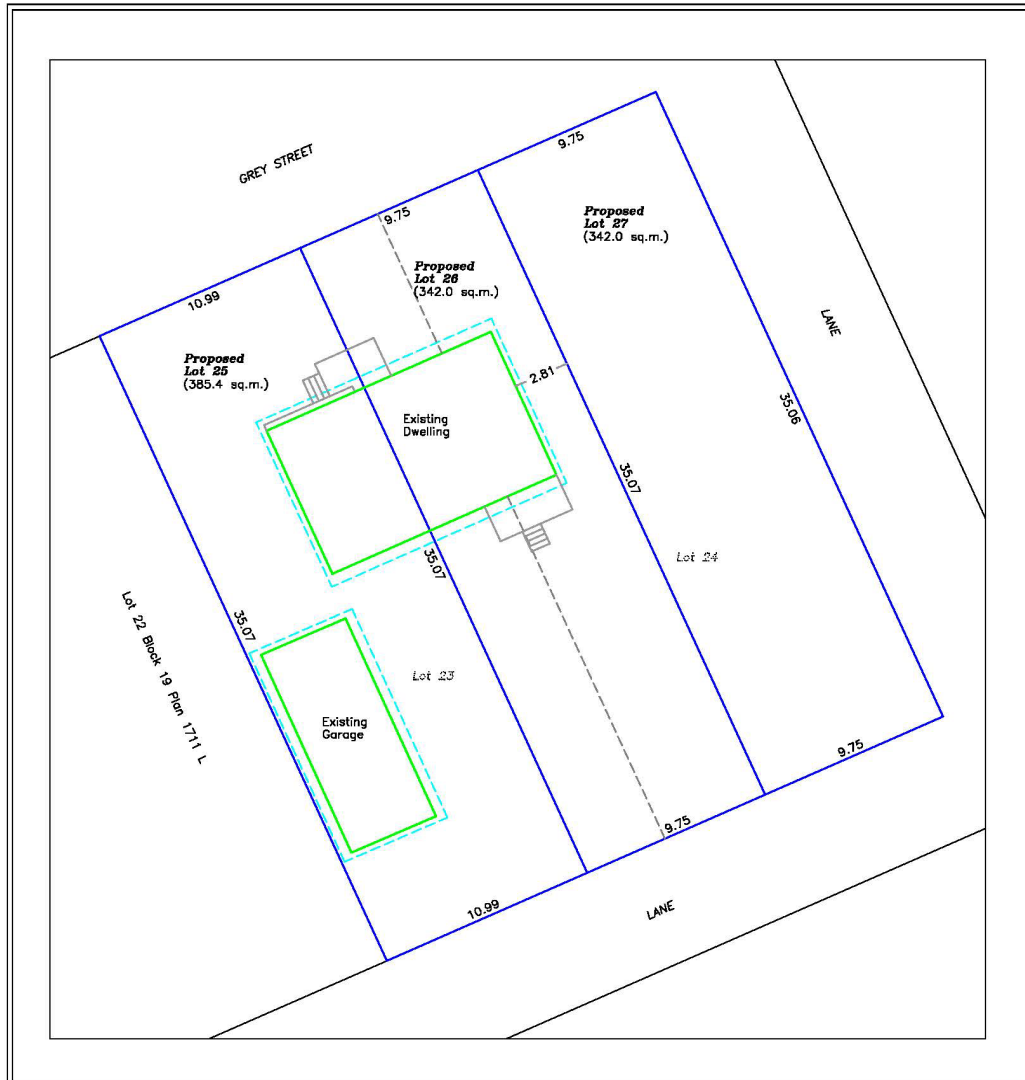 GREY STREET
9.75
9.75
10.99
Proposed
Lot 27
(342.0 sq.m.)
Proposed
Lot 26
(342.0 sq.m.)
Proposed
Lot 25
(385.4 sq.m.)
LANE
2.81
35.06
Existing
Dwelling
35.07
35.07
35.07
Lot 24
Lot 22 Block 19 Plan 1711 L
Lot 23
Existing
Garage
9.75
9.75
10.99
LANE